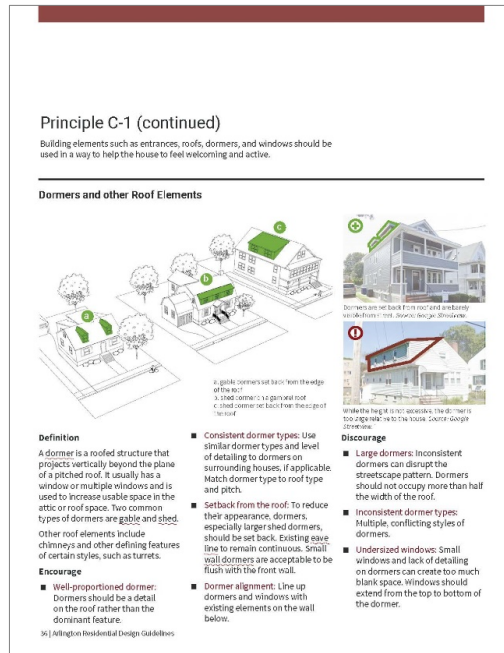 Principle C-1 (continued)
Building elements such as entrances, roofs, dormers, and windows should be
used in a way to help the house to feel welcoming and active.
Dormers and other Roof Elements
a
b
c
a. gable dormers set back from the edge
of the roof
b. shed dormer on a gambrel roof
c. shed dormer set back from the edge of
the roof
Dormers are set back from roof and are barely
visible from street. Source: Google Streetview.
While the height is not excessive, the dormer is
too large relative to the house. Source: Google
Streetview.
Definition
A dormer is a roofed structure that
projects vertically beyond the plane
of a pitched roof. It usually has a
window or multiple windows and is
used to increase usable space in the
attic or roof space. Two common
types of dormers are gable and shed.
Other roof elements include
chimneys and other defining features
of certain styles, such as turrets.
Encourage
■ Well-proportioned dormer:
Dormers should be a detail
on the roof rather than the
dominant feature.
■ Consistent dormer types: Use
similar dormer types and level
of detailing to dormers on
surrounding houses, if applicable.
Match dormer type to roof type
and pitch.
■ Setback from the roof: To reduce
their appearance, dormers,
especially larger shed dormers,
should be set back. Existing eave
line to remain continuous. Small
wall dormers are acceptable to be
flush with the front wall.
■ Dormer alignment: Line up
dormers and windows with
existing elements on the wall
below.
Discourage
■ Large dormers: Inconsistent
dormers can disrupt the
streetscape pattern. Dormers
should not occupy more than half
the width of the roof.
■ Inconsistent dormer types:
Multiple, conflicting styles of
dormers.
■ Undersized windows: Small
windows and lack of detailing
on dormers can create too much
blank space. Windows should
extend from the top to bottom of
the dormer.
36 | Arlington Residential Design Guidelines